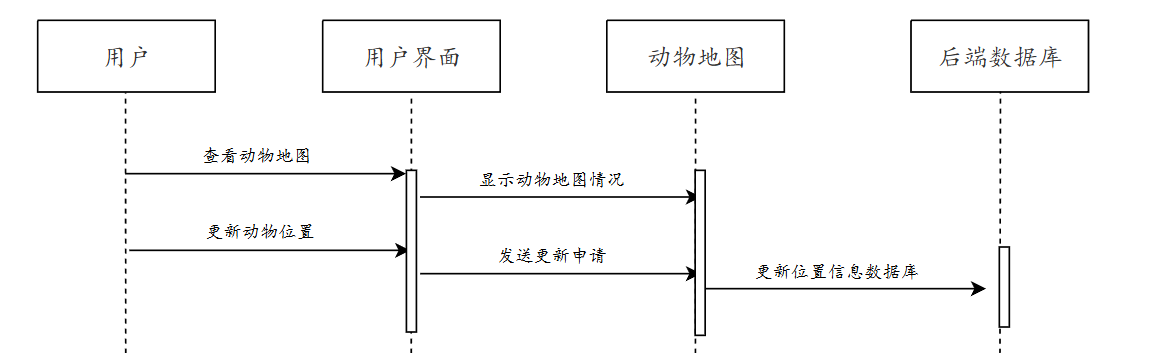 用户
用户界面
动物地图
后端数据库
查看动物地图
显示动物地图情况
更新动物位置
发送更新申请
更新位置信息数据库